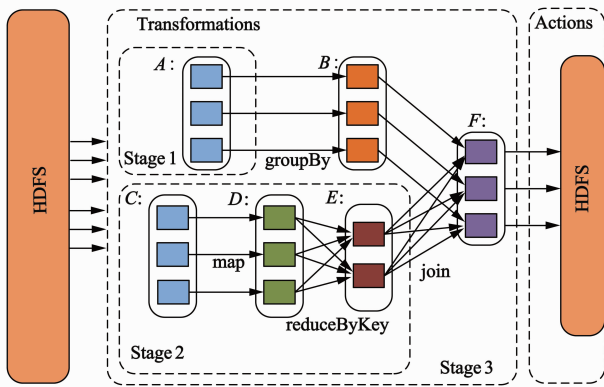 Transformations
Actions
A:
B:
HDFS
Stage 1
groupBy
F:
HDFS
C:
D:
E:
map
join
reduceByKey
Stage 2
Stage 3